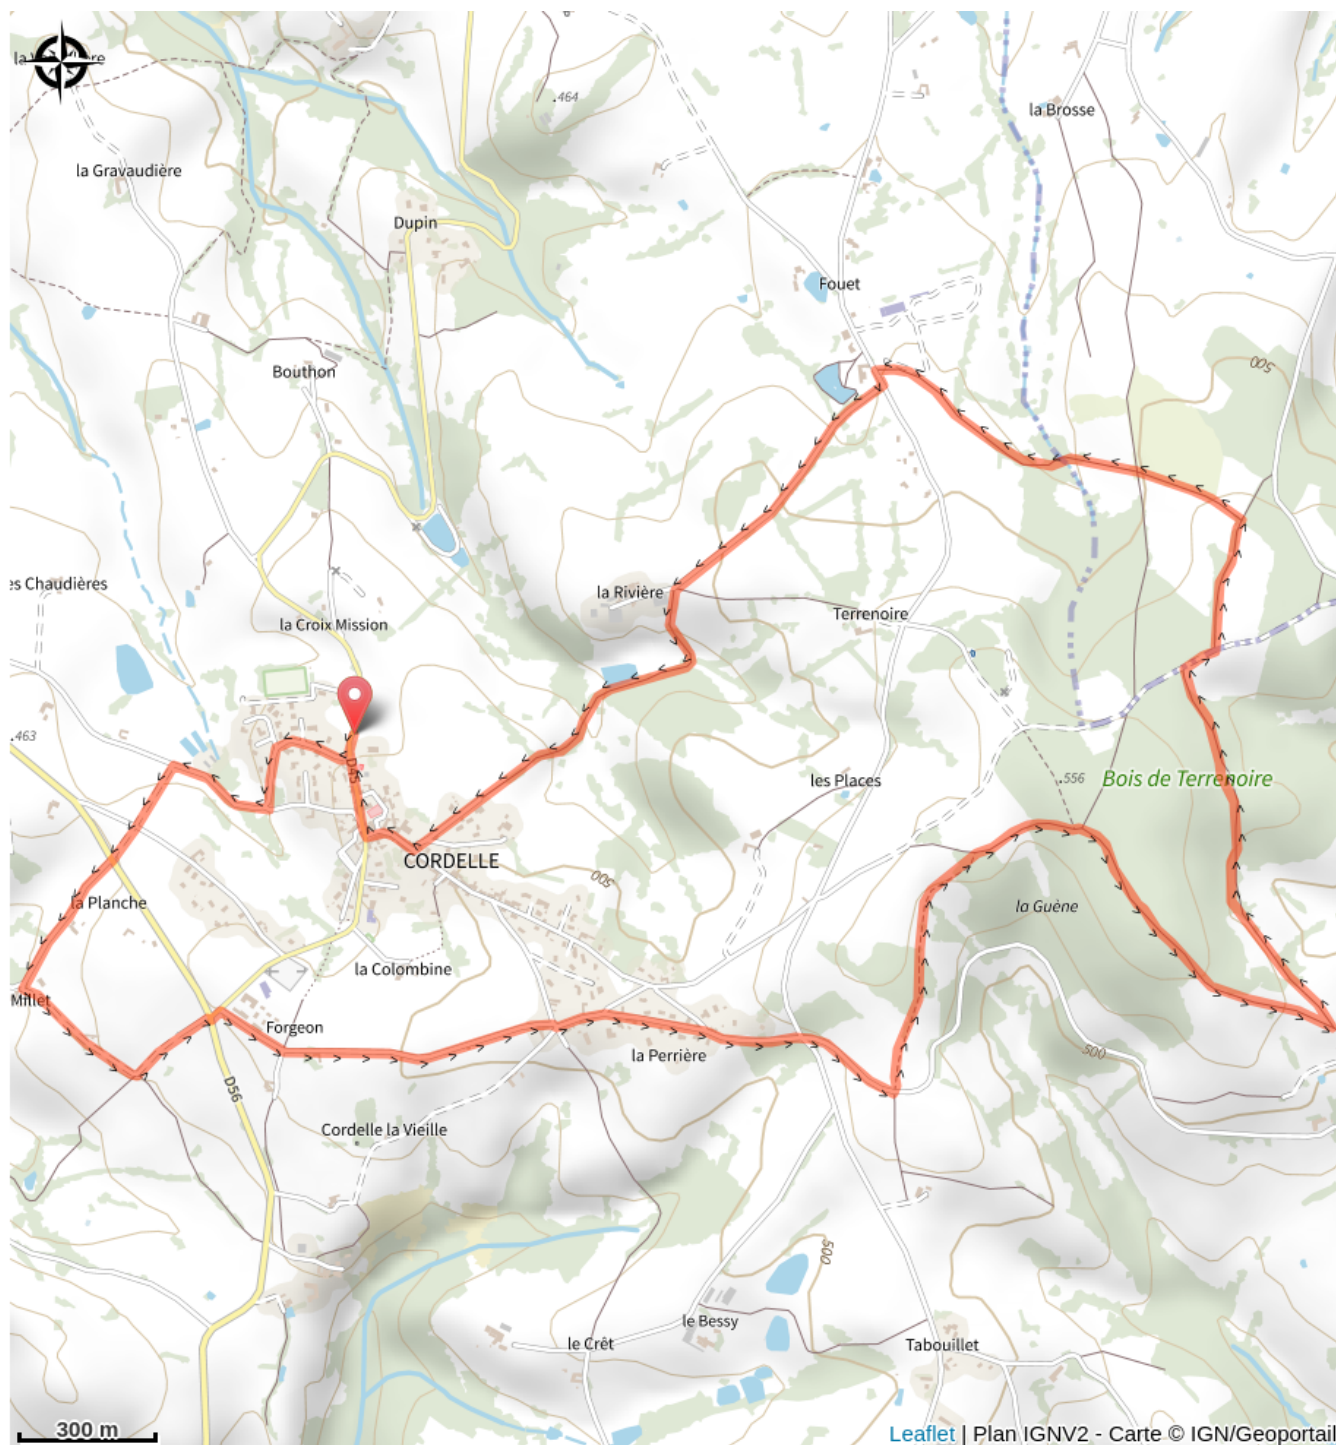 .464
la Brosse
la Gravaudière
Dupin
Fouet
500
Bouthon
es Chaudières
la Rivière
Terrenoire
la Croix Mission
.463
D45
les Places
.556
Bois de Terrenoire
CORDELLE
500
la Planche
la Guène
la Colombine
Millet
Forgeon
la Perrière
500
D56
Cordelle la Vieille
500
le Bessy
le Crêt
Tabouillet
300 m
Leaflet | Plan IGNV2 - Carte © IGN/Geoportail